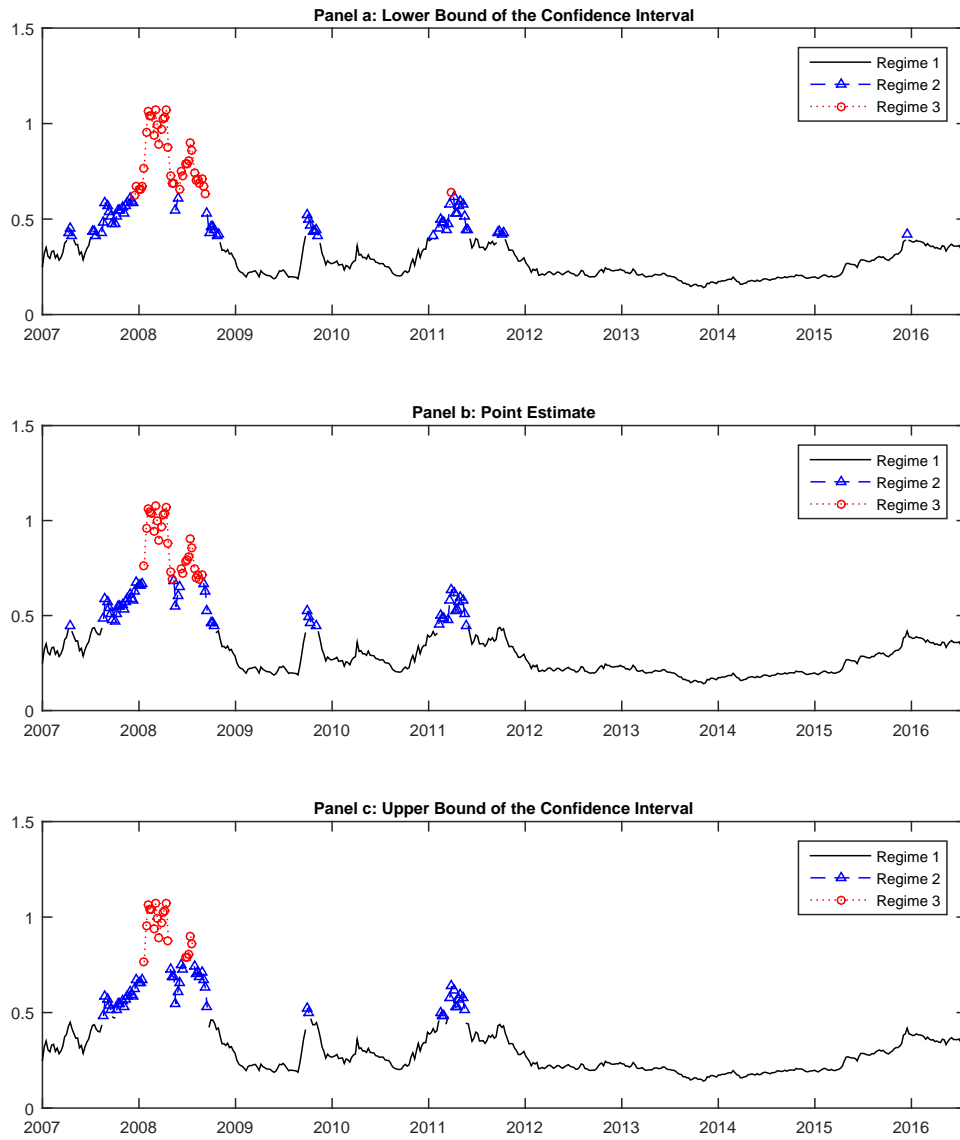 Panel a: Lower Bound of the Confidence Interval
1.5
1
0.5
0
Regime 1
Regime 2
Regime 3
2007 2008 2009 2010 2011 2012 2013 2014 2015 2016
Panel b: Point Estimate
1.5
1
0.5
0
Regime 1
Regime 2
Regime 3
2007 2008 2009 2010 2011 2012 2013 2014 2015 2016
Panel c: Upper Bound of the Confidence Interval
1.5
1
0.5
0
Regime 1
Regime 2
Regime 3
2007 2008 2009 2010 2011 2012 2013 2014 2015 2016